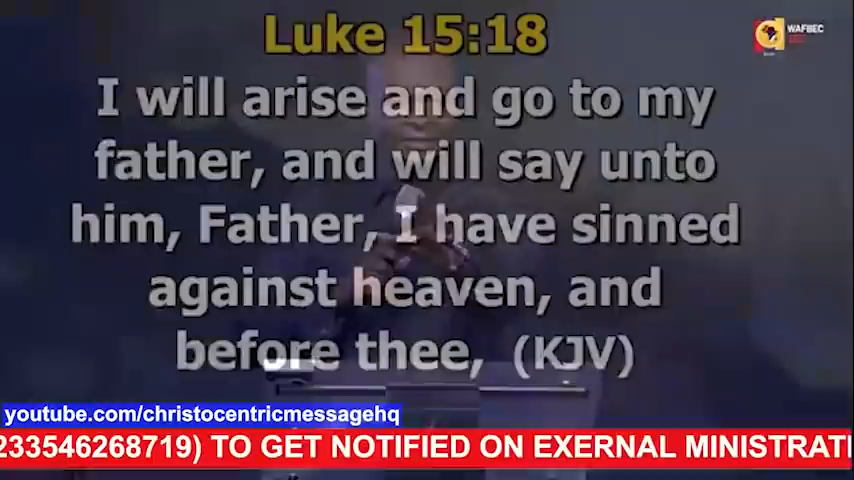 Luke 15:18
WAFBEC
I will arise and go to my
father, and will say unto
him, Father, I have sinned
against heaven, and
before thee, (KJV)
youtube.com/christocentricmessagehq
233546268719) TO GET NOTIFIED ON EXERNAL MINISTRATI